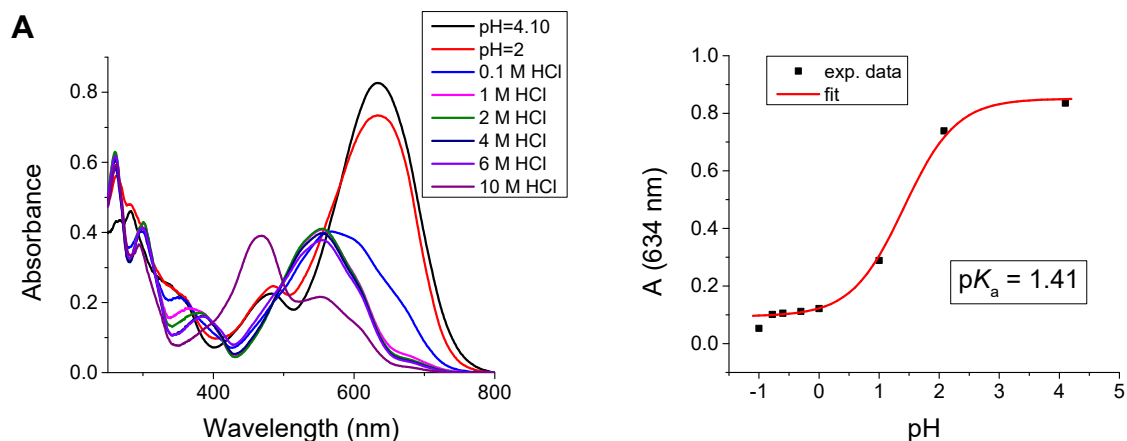 A
pH=4.10
pH=2
0.1 M HCl
1 M HCl
2 M HCl
4 M HCl
6 M HCl
10 M HCl
0.8
0.6
0.4
0.2
0.0
Absorbance
400
600
800
Wavelength (nm)
exp. data
fit
1.0
0.8
0.6
0.4
0.2
0.0
A (634 nm)
pKa = 1.41
-1
0
1
2
3
4
5
pH